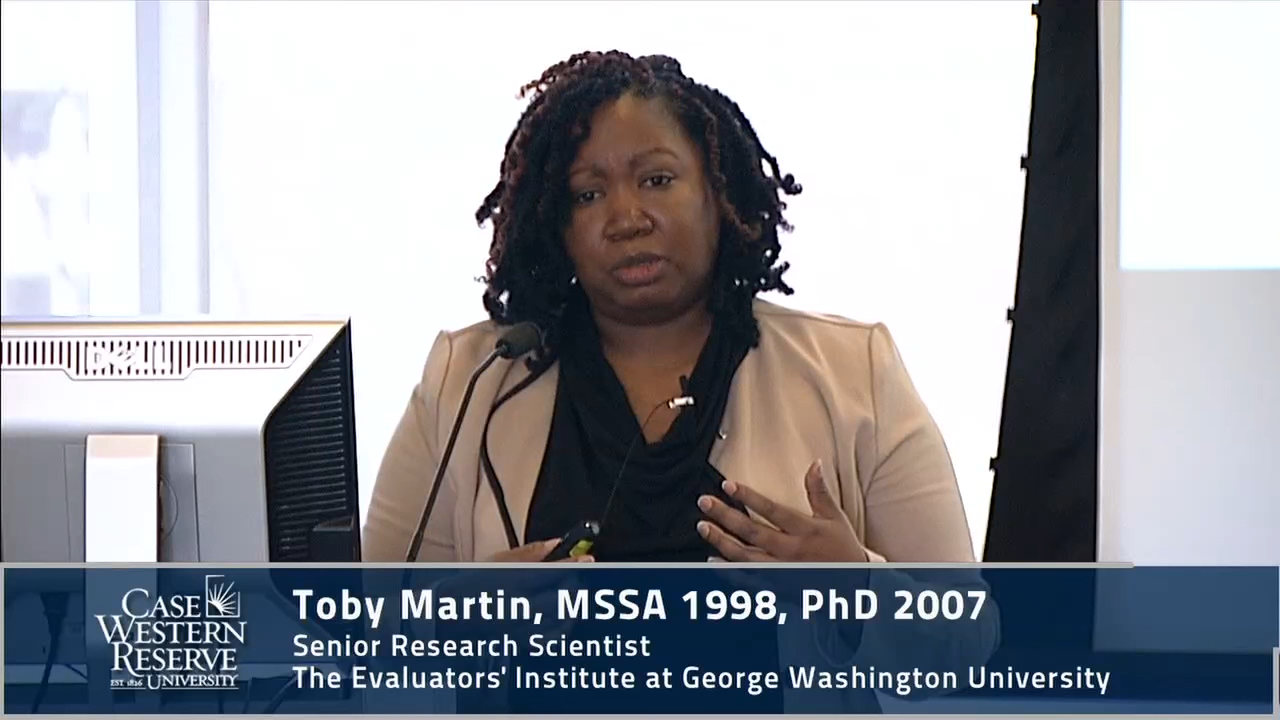 DELL
CASE
WESTERN
RESERVE
EST. 1826 UNIVERSITY
Toby Martin, MSSA 1998, PhD 2007
Senior Research Scientist
The Evaluators' Institute at George Washington University